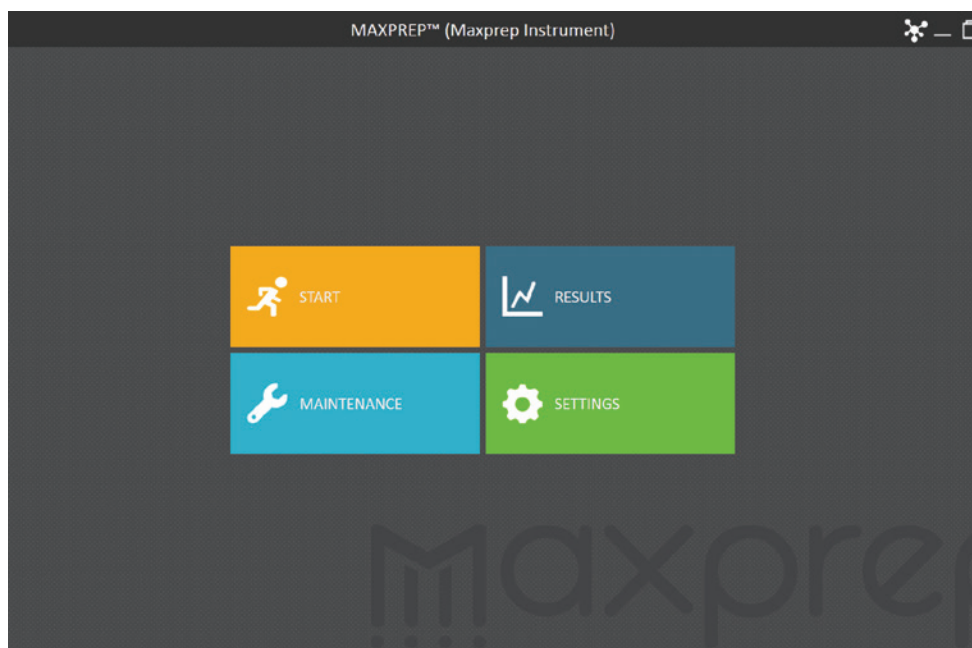 MAXPREP™ (Maxprep Instrument)
START
RESULTS
MAINTENANCE
SETTINGS
maxprep